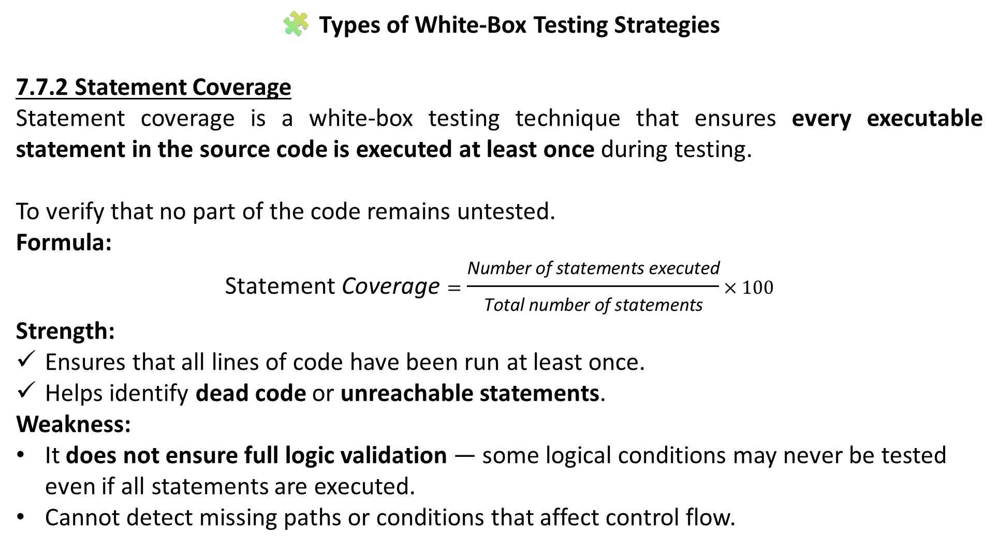 Types of White-Box Testing Strategies
7.7.2 Statement Coverage
Statement coverage is a white-box testing technique that ensures every executable
statement in the source code is executed at least once during testing.
To verify that no part of the code remains untested.
Formula:
Statement Coverage = Number of statements executed / Total number of statements × 100
Strength:
✓ Ensures that all lines of code have been run at least once.
✓ Helps identify dead code or unreachable statements.
Weakness:
• It does not ensure full logic validation — some logical conditions may never be tested
even if all statements are executed.
• Cannot detect missing paths or conditions that affect control flow.